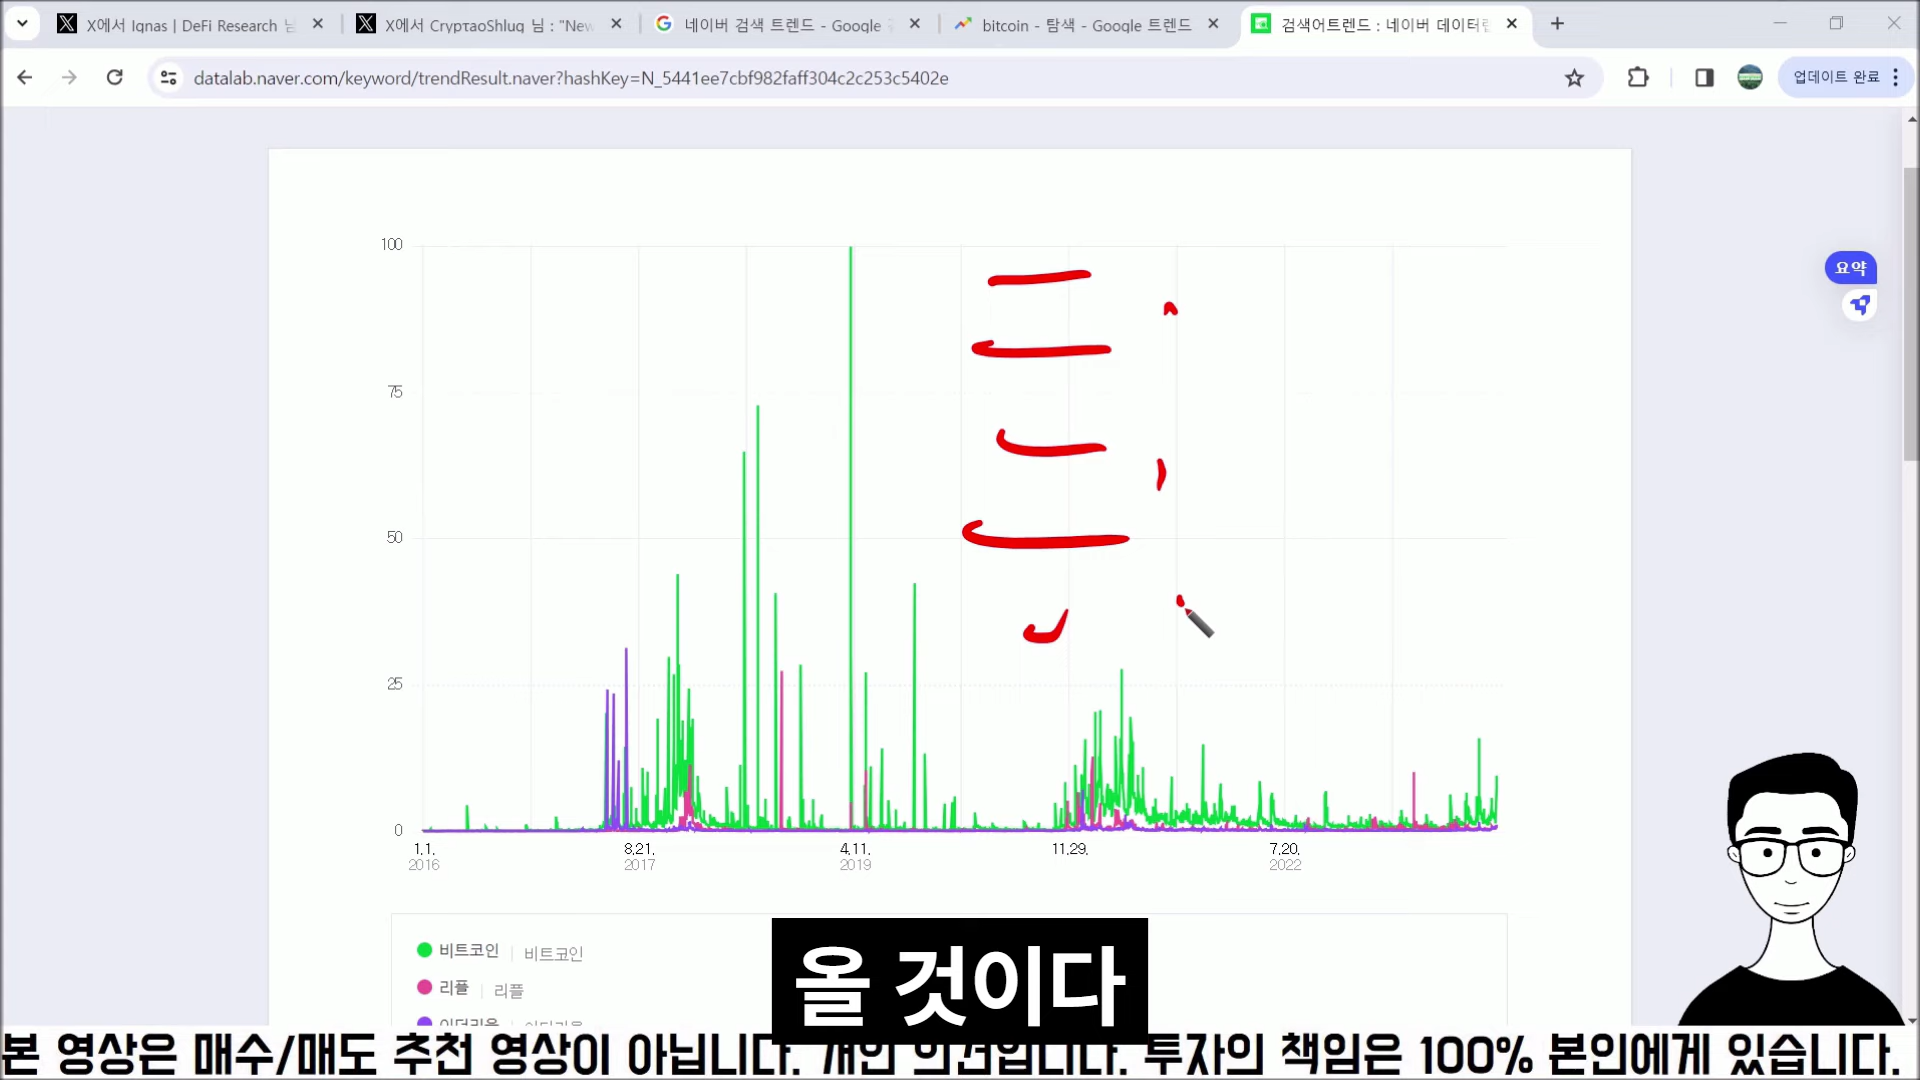 X에서 Ignas | DeFi Research 님
X에서 CrypтaoShlug 님 : "New
네이버 검색 트렌드 - Google
bitcoin - 탐색 - Google 트렌드
검색어트렌드 : 네이버 데이터랩
datalab.naver.com/keyword/trendResult.naver?hashKey=N_5441ee7cbf982faff304c2c253c5402e
업데이트 완료
요약
100
75
50
25
0
1.1. 8.21. 4.11. 11.29. 7.20.
2016 2017 2019 2022
비트코인 | 비트코인
리플 | 리플
올 것이다
본 영상은 매수/매도 추천 영상이 아닙니다. 개인 의견입니다. 투자의 책임은 100% 본인에게 있습니다.